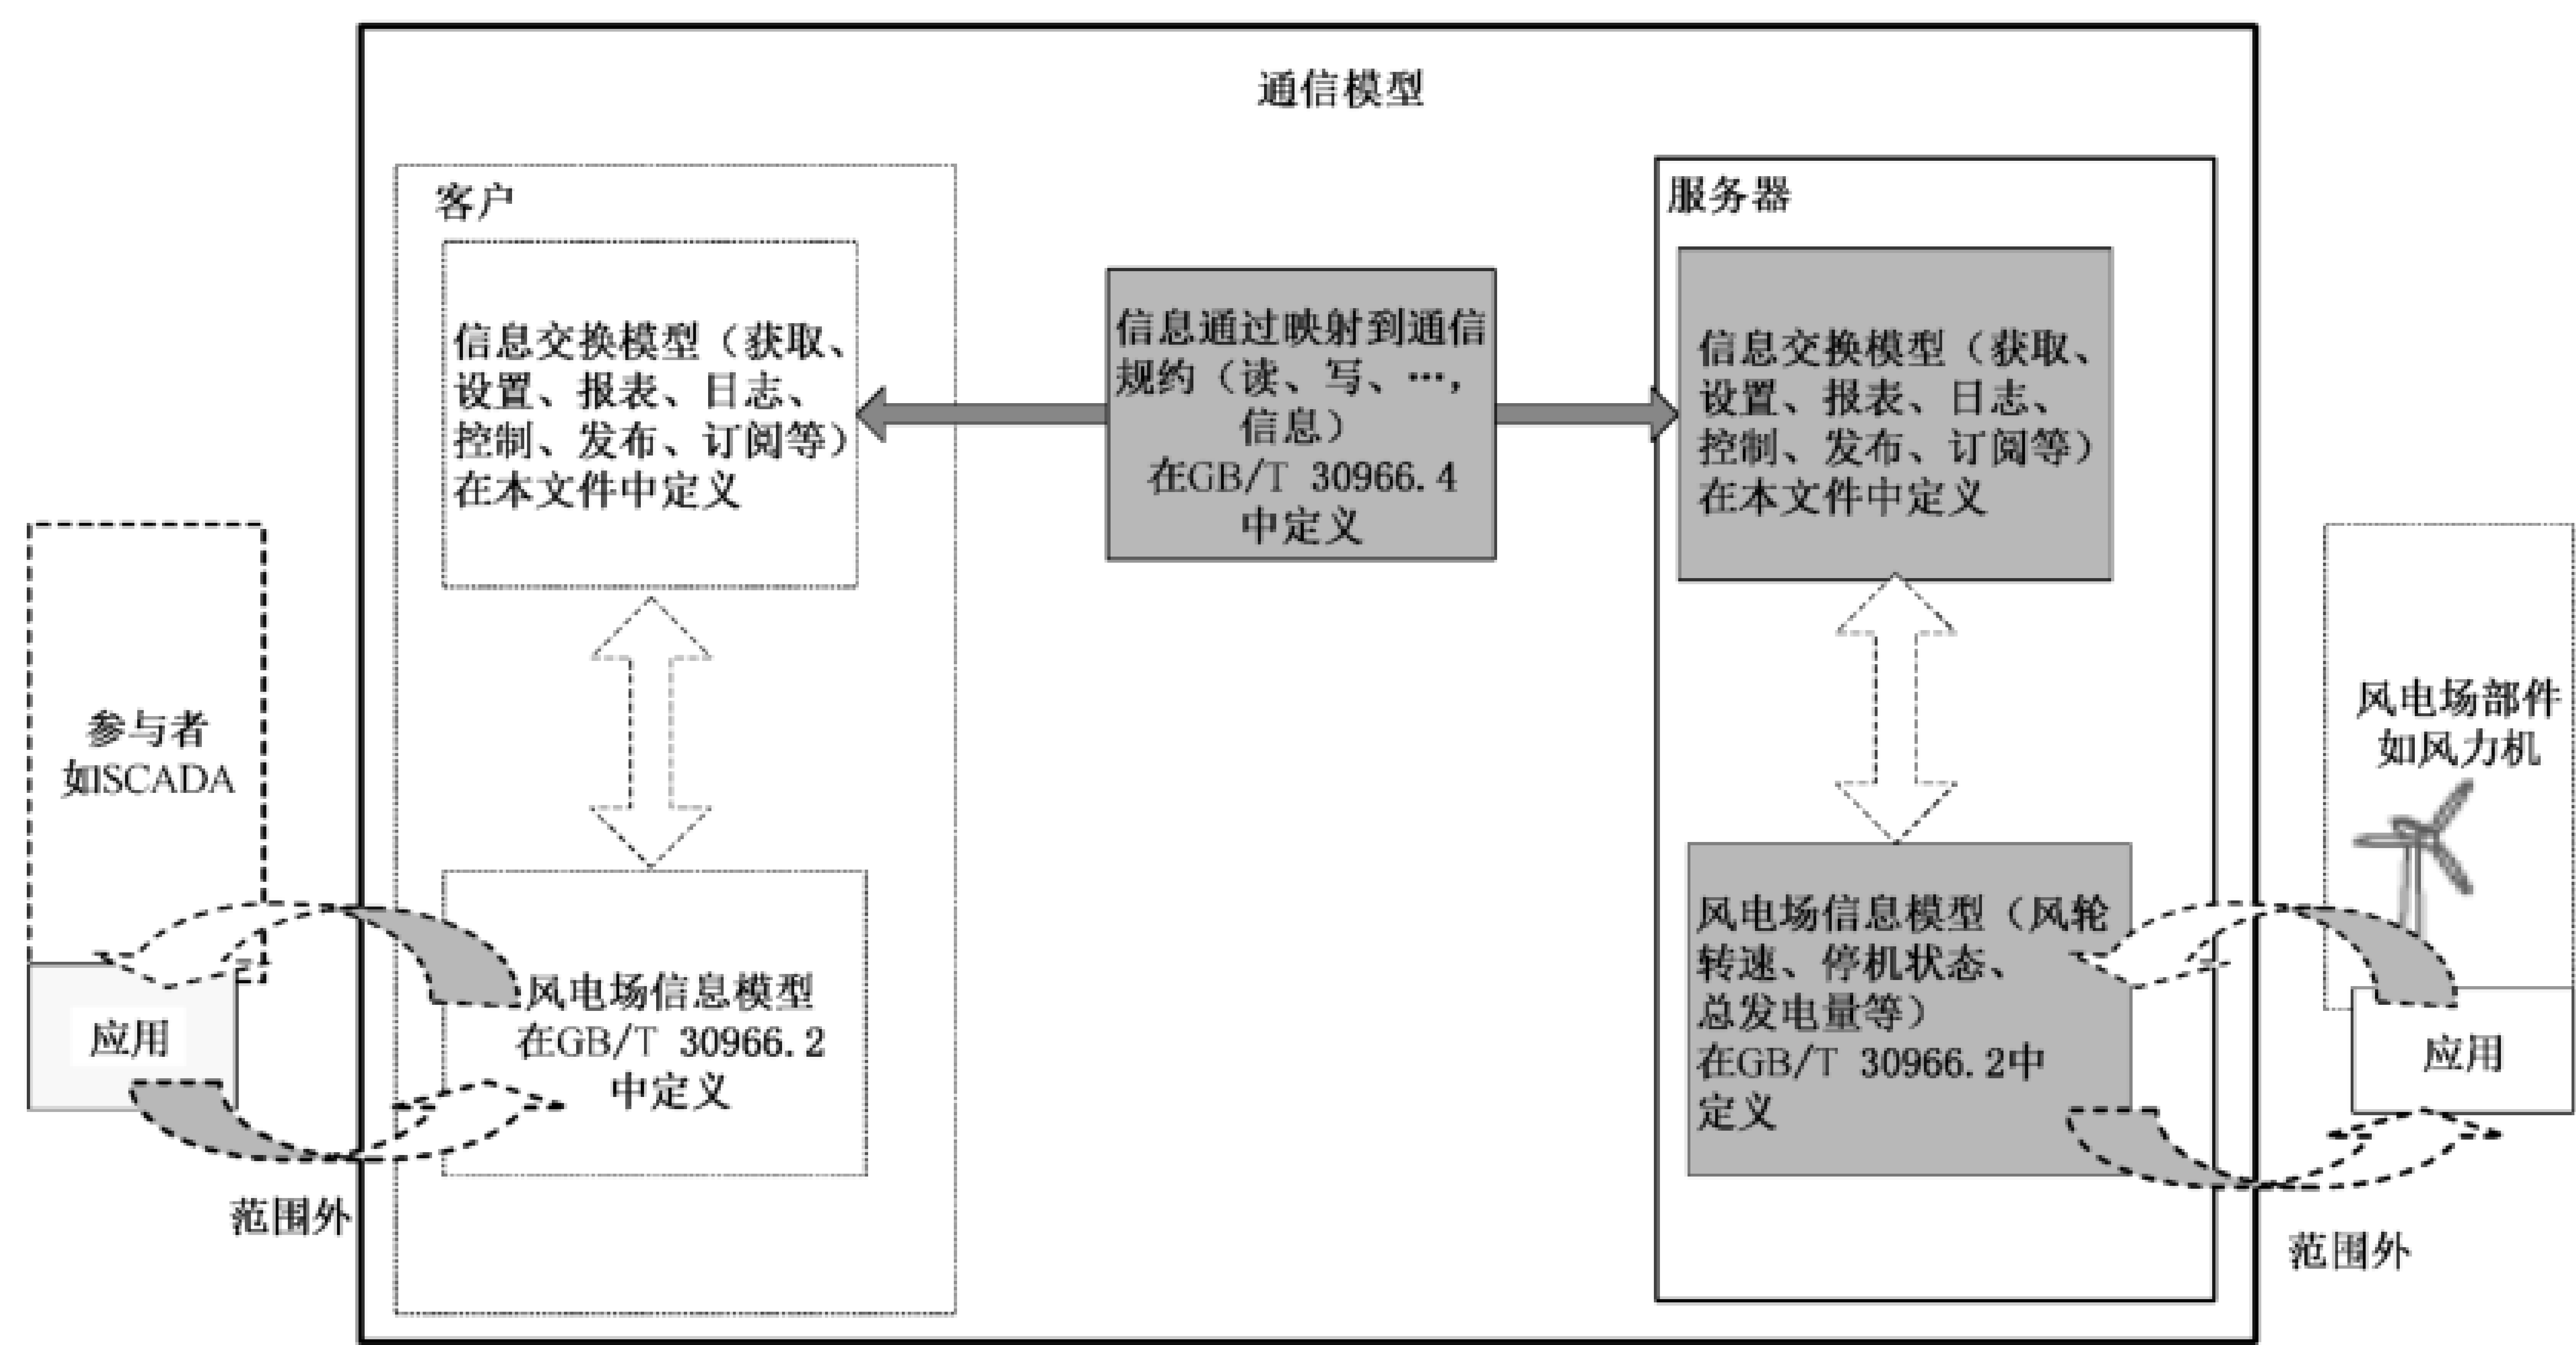 通信模型
客户
信息交换模型（获取、
设置、报表、日志、
控制、发布、订阅等）
在本文件中定义
信息通过映射到通信
规约（读、写、…，
信息）
在GB/T 30966.4
中定义
服务器
信息交换模型（获取、
设置、报表、日志、
控制、发布、订阅等）
在本文件中定义
参与者
如SCADA
应用
范围外
风电场信息模型
在GB/T 30966.2
中定义
风电场信息模型（风轮
转速、停机状态、
总发电量等）
在GB/T 30966.2中
定义
风电场部件
如风力机
应用
范围外